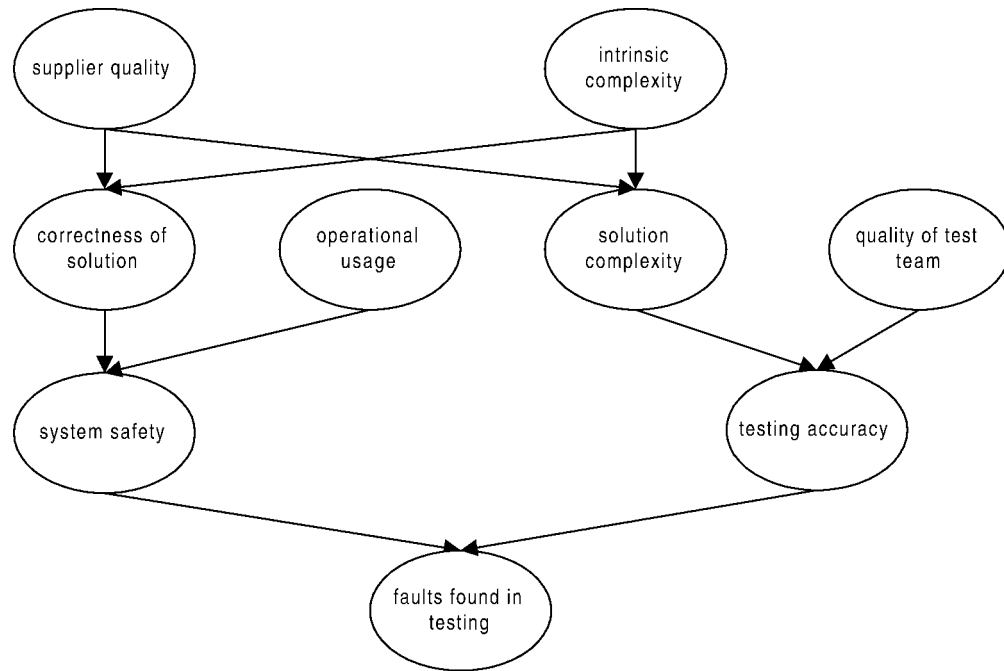 supplier quality
intrinsic
complexity
correctness of
solution
operational
usage
solution
complexity
quality of test
team
system safety
testing accuracy
faults found in
testing